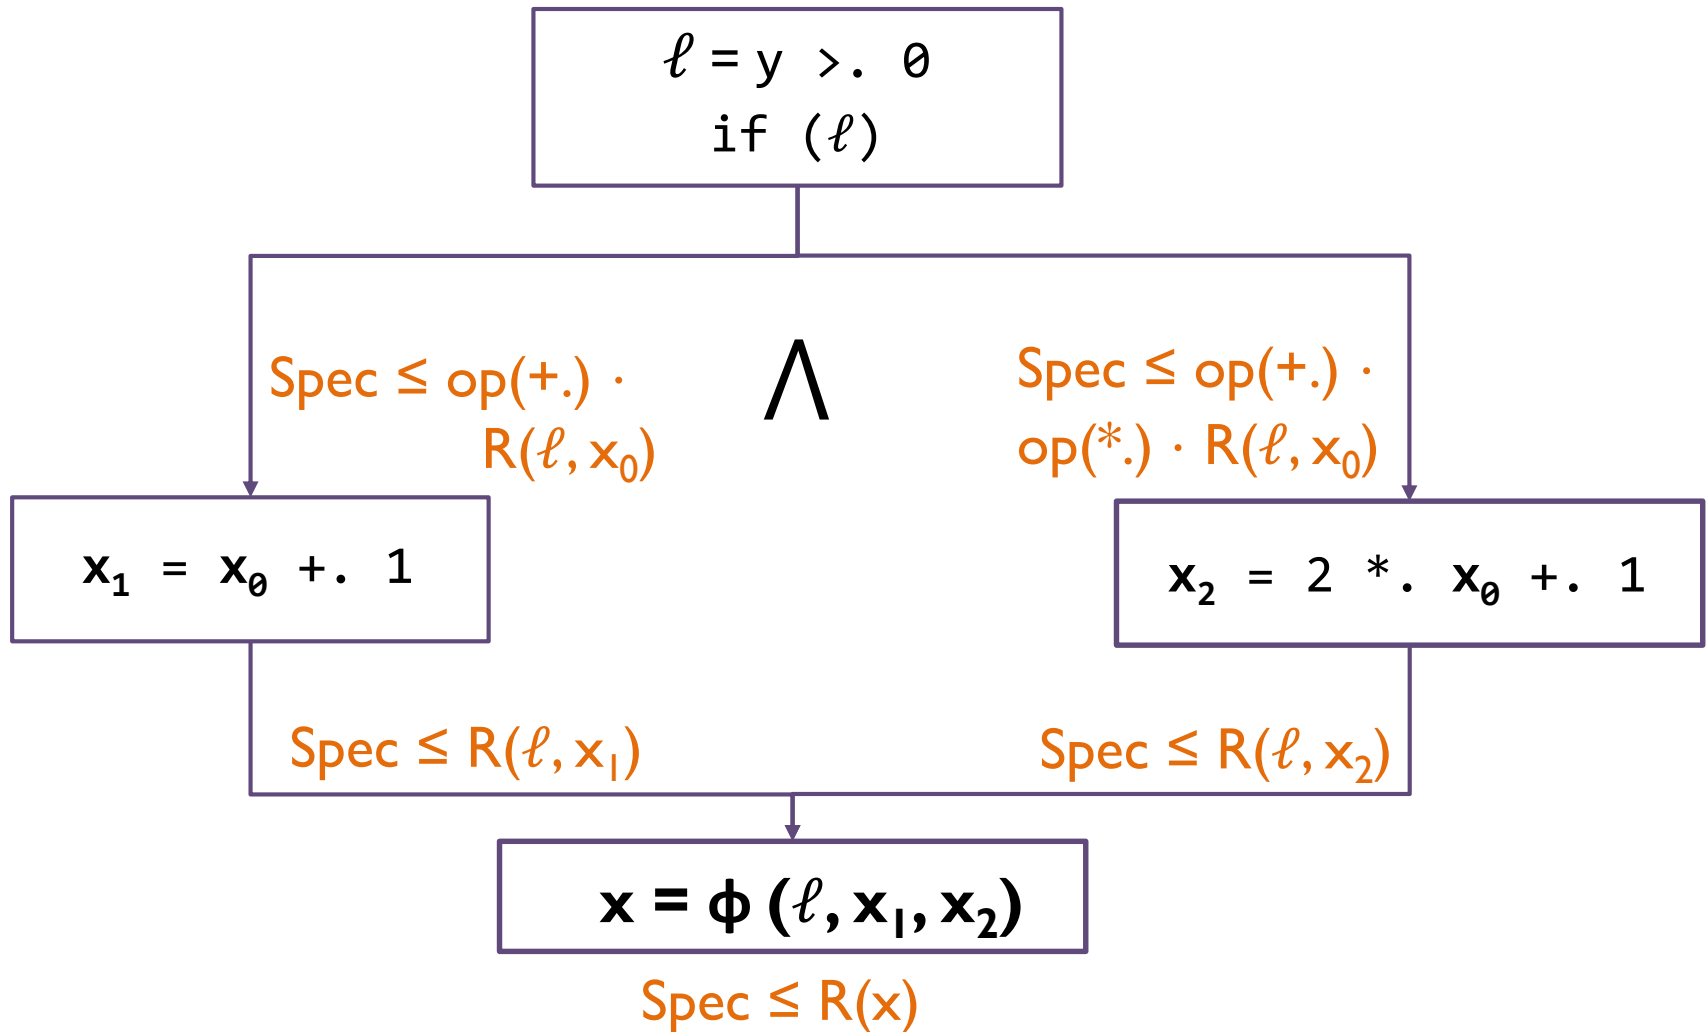 ℓ = y >. 0
if (ℓ)
Spec ≤ op(+.) ·
R(ℓ, x₀)
⋀
Spec ≤ op(+.) ·
op(*.) · R(ℓ, x₀)
x₁ = x₀ +. 1
x₂ = 2 *. x₀ +. 1
Spec ≤ R(ℓ, x₁)
Spec ≤ R(ℓ, x₂)
x = ϕ (ℓ, x₁, x₂)
Spec ≤ R(x)